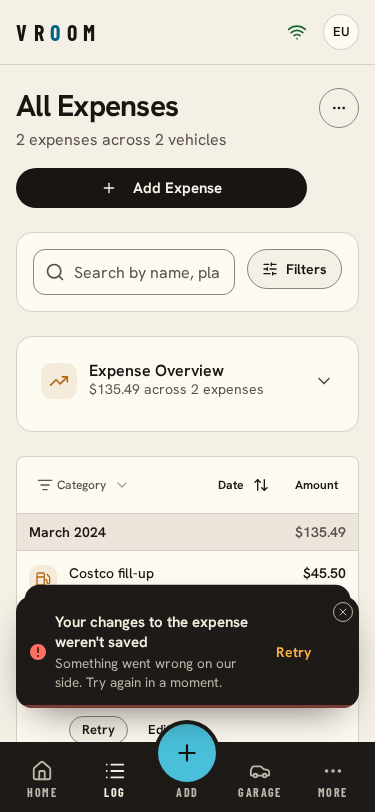 VROOM
EU
All Expenses
2 expenses across 2 vehicles
Add Expense
Search by name, pla
Filters
Expense Overview
$135.49 across 2 expenses
Category
Date
Amount
March 2024
$135.49
Costco fill-up
$45.50
Your changes to the expense
weren't saved
Something went wrong on our
side. Try again in a moment.
Retry
Retry
HOME
LOG
ADD
GARAGE
MORE